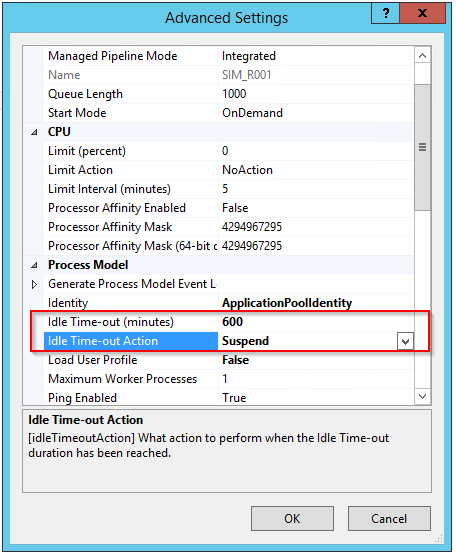 Advanced Settings
?
x
Managed Pipeline Mode Integrated
Name SIM_R001
Queue Length 1000
Start Mode OnDemand
CPU
Limit (percent) 0
Limit Action NoAction
Limit Interval (minutes) 5
Processor Affinity Enabled False
Processor Affinity Mask 4294967295
Processor Affinity Mask (64-bit o 4294967295
Process Model
Generate Process Model Event L
Identity ApplicationPoolIdentity
Idle Time-out (minutes) 600
Idle Time-out Action Suspend
Load User Profile False
Maximum Worker Processes 1
Ping Enabled True
Idle Time-out Action
[idleTimeoutAction] What action to perform when the Idle Time-out
duration has been reached.
OK Cancel